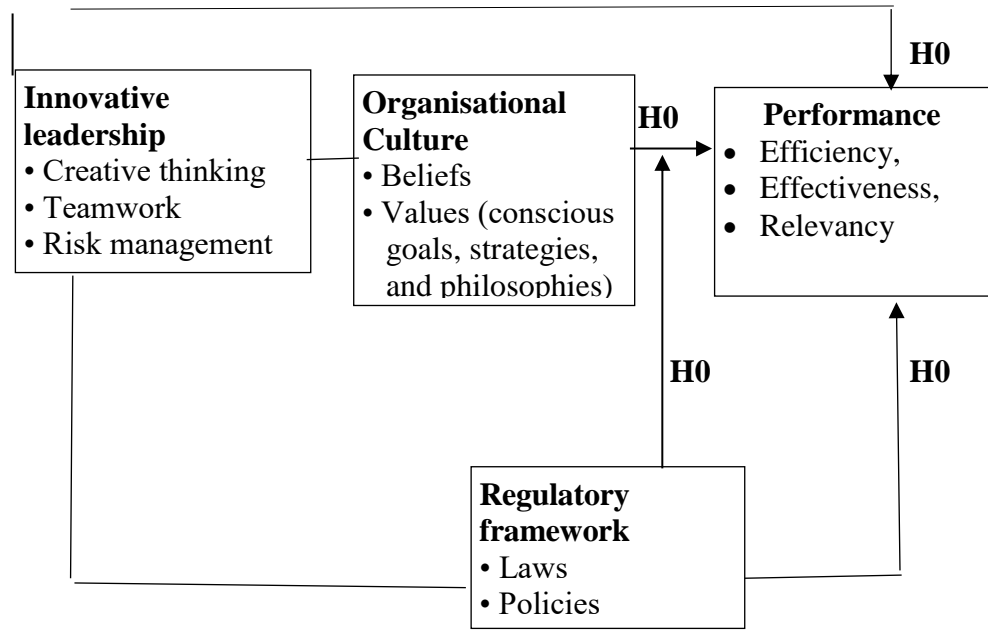 H0
Innovative
leadership
• Creative thinking
• Teamwork
• Risk management
Organisational
Culture
• Beliefs
• Values (conscious
goals, strategies,
and philosophies)
H0
Performance
• Efficiency,
• Effectiveness,
• Relevancy
H0
H0
Regulatory
framework
• Laws
• Policies